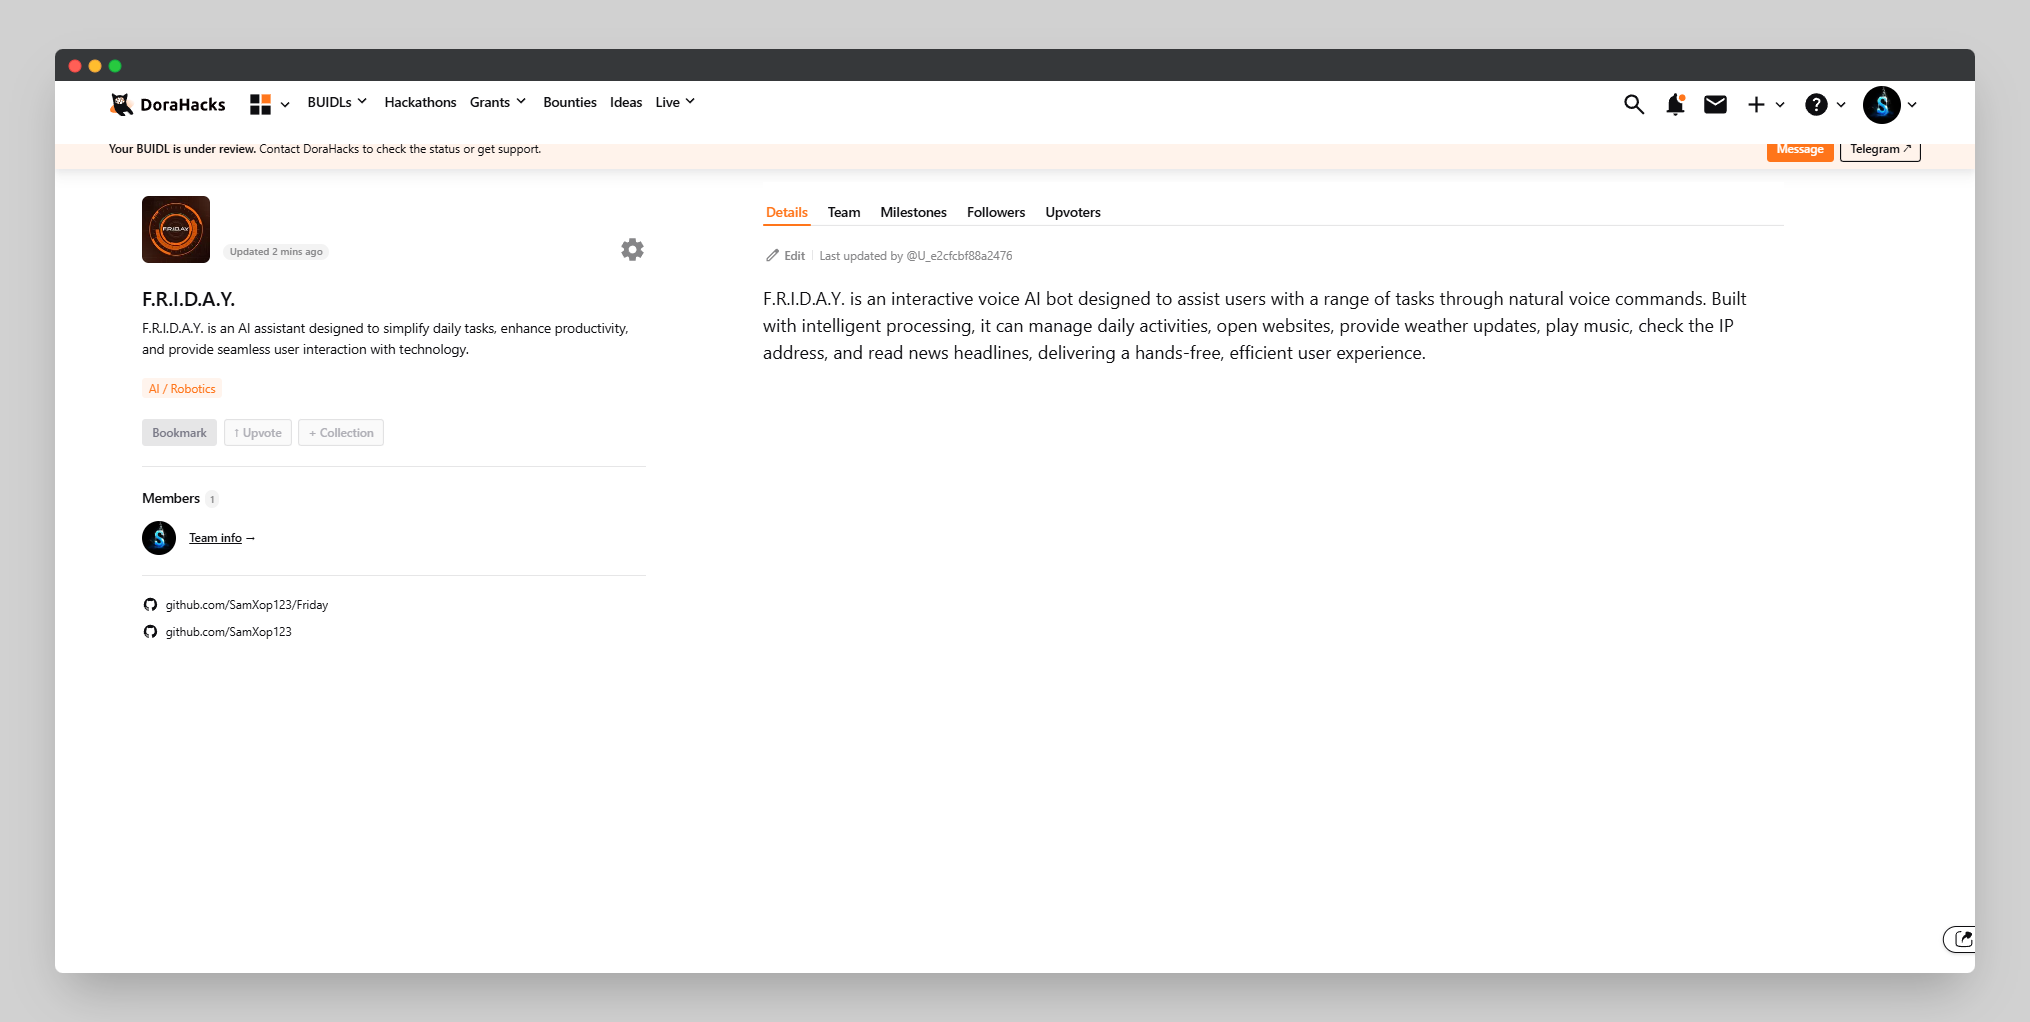 DoraHacks
BUIDLs
Hackathons
Grants
Bounties
Ideas
Live
Your BUIDL is under review. Contact DoraHacks to check the status or get support.
Message
Telegram ↗
F.R.I.D.A.Y
Updated 2 mins ago
F.R.I.D.A.Y.
F.R.I.D.A.Y. is an AI assistant designed to simplify daily tasks, enhance productivity,
and provide seamless user interaction with technology.
AI / Robotics
Bookmark
↑ Upvote
+ Collection
Members 1
S
Team info →
github.com/SamXop123/Friday
github.com/SamXop123
Details
Team
Milestones
Followers
Upvoters
Edit
Last updated by @U_e2cfcbf88a2476
F.R.I.D.A.Y. is an interactive voice AI bot designed to assist users with a range of tasks through natural voice commands. Built
with intelligent processing, it can manage daily activities, open websites, provide weather updates, play music, check the IP
address, and read news headlines, delivering a hands-free, efficient user experience.